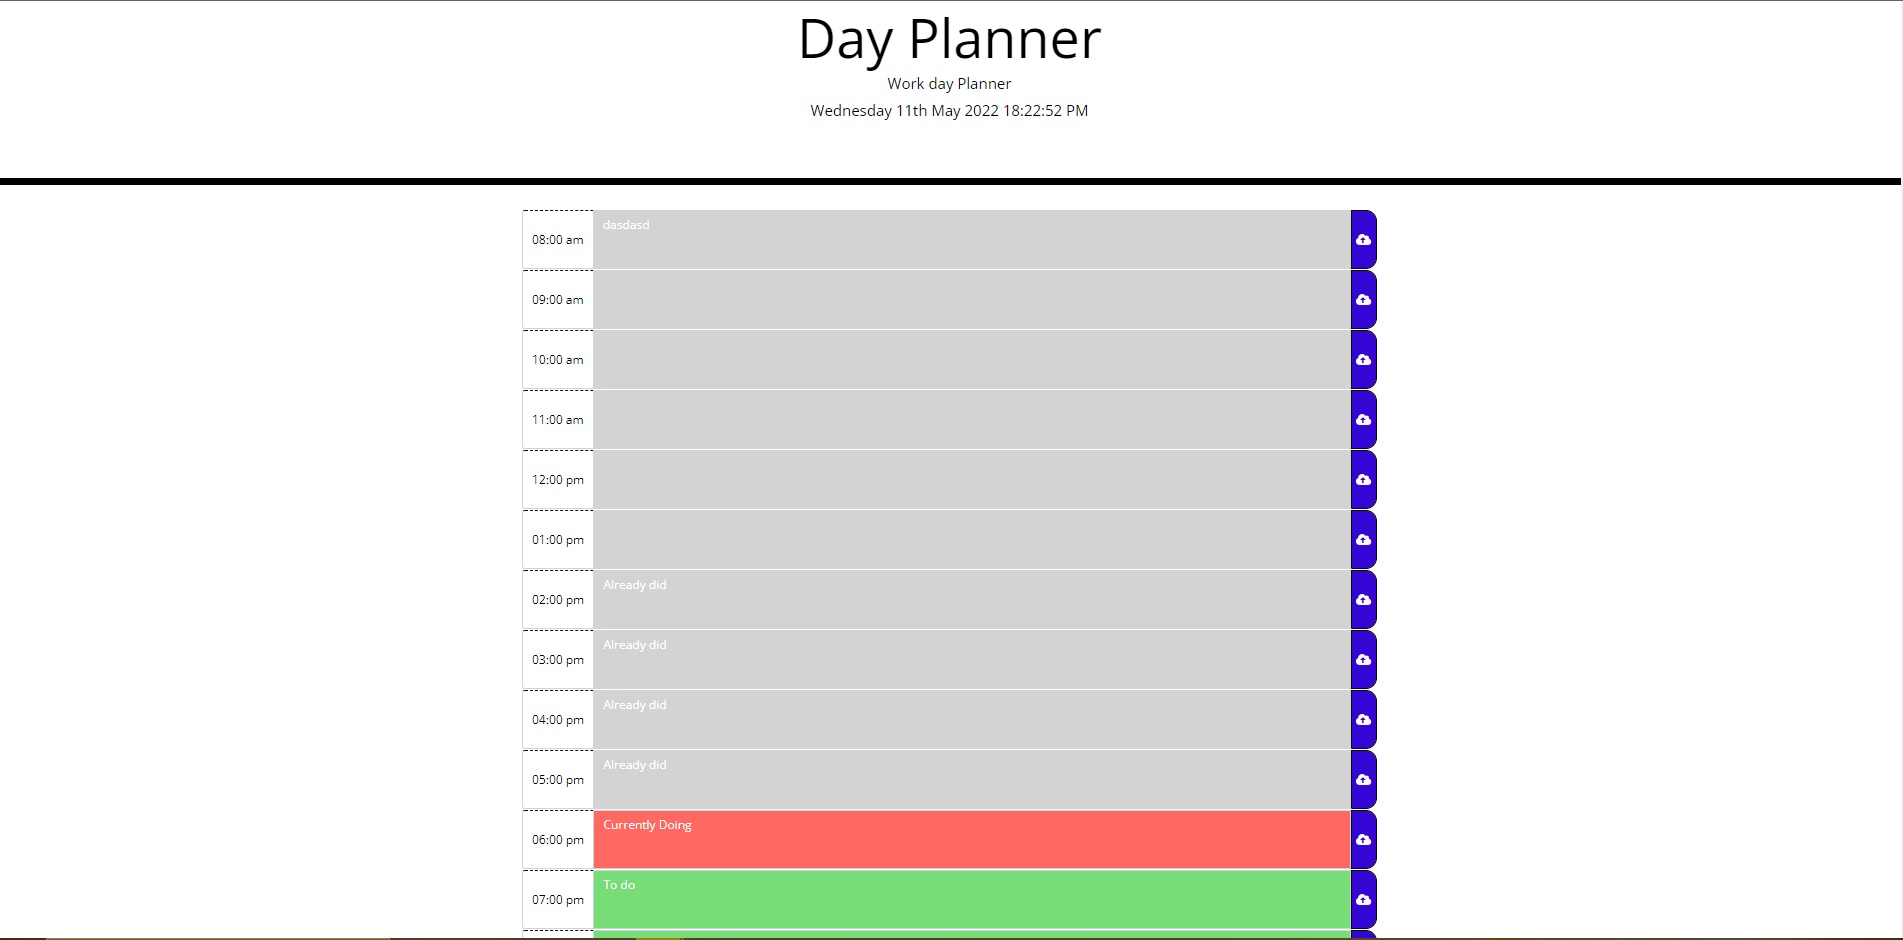 Day Planner
Work day Planner
Wednesday 11th May 2022 18:22:52 PM
08:00 am dasdasd
09:00 am
10:00 am
11:00 am
12:00 pm
01:00 pm
02:00 pm Already did
03:00 pm Already did
04:00 pm Already did
05:00 pm Already did
06:00 pm Currently Doing
07:00 pm To do